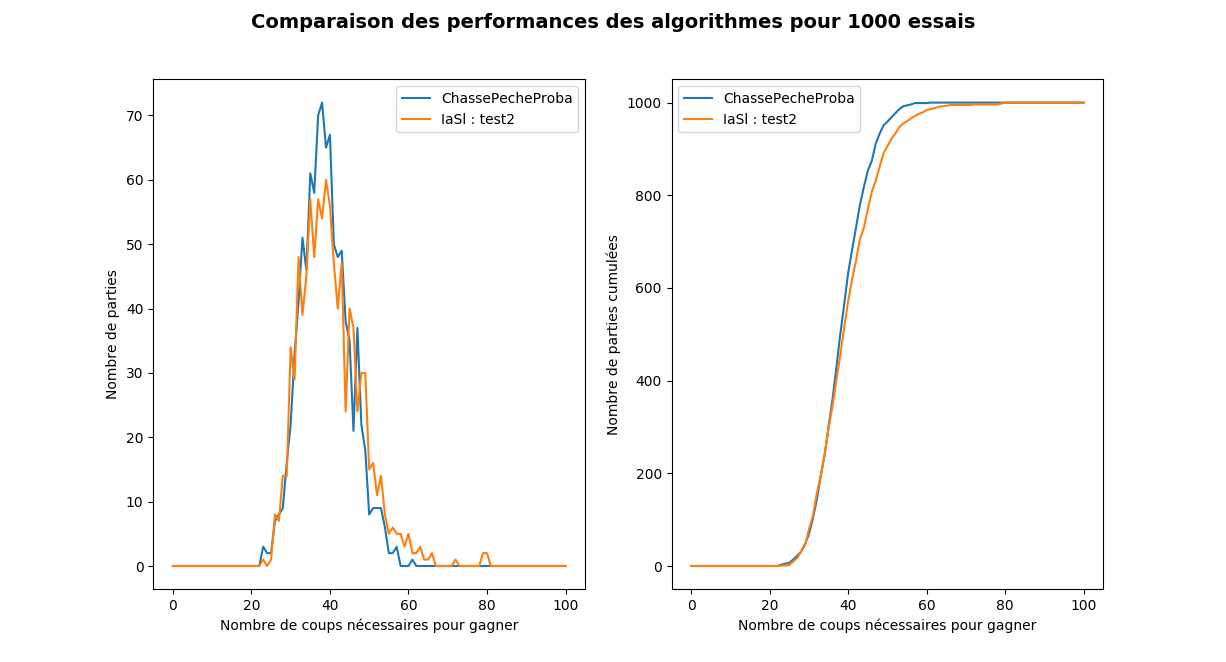 Comparaison des performances des algorithmes pour 1000 essais
ChassePecheProba
IaSl : test2
70
60
50
40
30
20
10
0
Nombre de parties
0 20 40 60 80 100
Nombre de coups nécessaires pour gagner
ChassePecheProba
IaSl : test2
1000
800
600
400
200
0
Nombre de parties cumulées
0 20 40 60 80 100
Nombre de coups nécessaires pour gagner